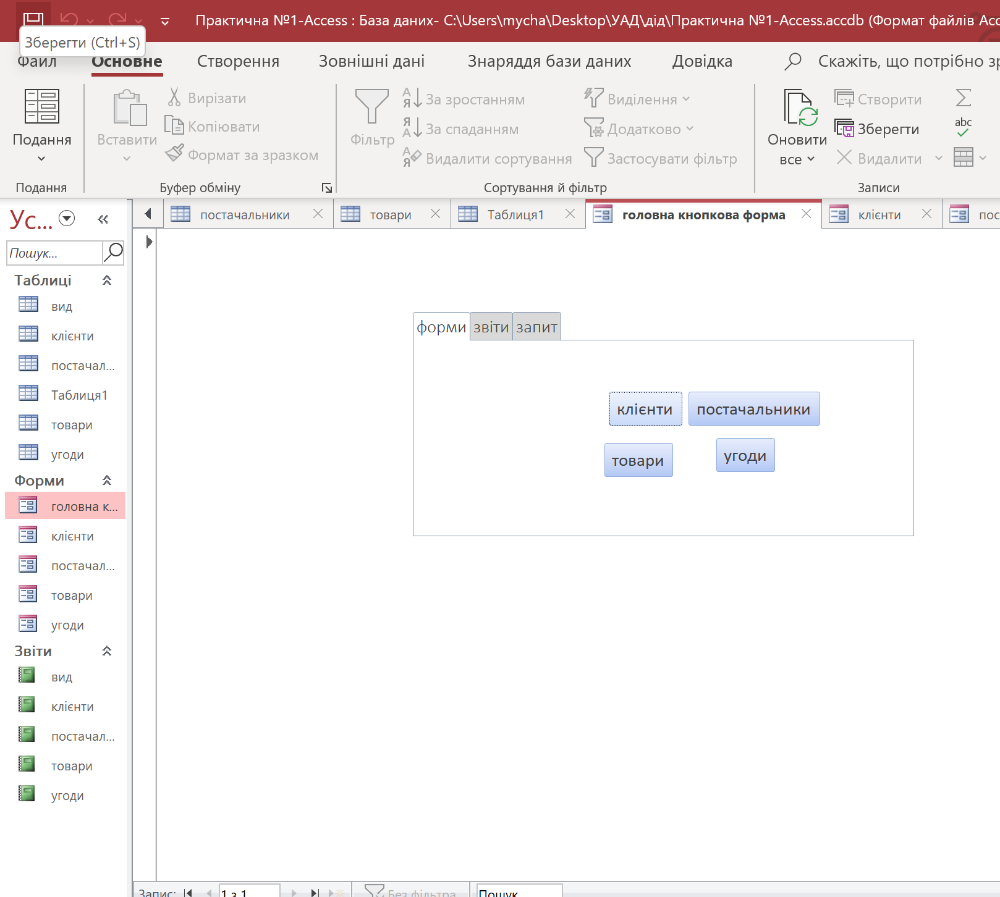 Практична №1-Access : База даних- C:\Users\mycha\Desktop\УАД\дід\Практична №1-Access.accdb (Формат файлів Acc
Зберегти (Ctrl+S)
Файл Основне Створення Зовнішні дані Знаряддя бази даних Довідка Скажіть, що потрібно зр
Подання
Вставити
Вирізати
Копіювати
Формат за зразком
Фільтр
За зростанням
За спаданням
Видалити сортування
Виділення
Додатково
Застосувати фільтр
Оновити
все
Створити
Зберегти
Видалити
abc
Подання Буфер обміну Сортування й фільтр Записи
Ус...
постачальники товари Таблиця1 головна кнопкова форма клієнти пос
Пошук...
Таблиці
вид
клієнти
постачал...
Таблиця1
товари
угоди
Форми
головна к...
клієнти
постачал...
товари
угоди
Звіти
вид
клієнти
постачал...
товари
угоди
форми звіти запит
клієнти постачальники
товари угоди
Запис: 1 з 1 Без фільтра Пошук